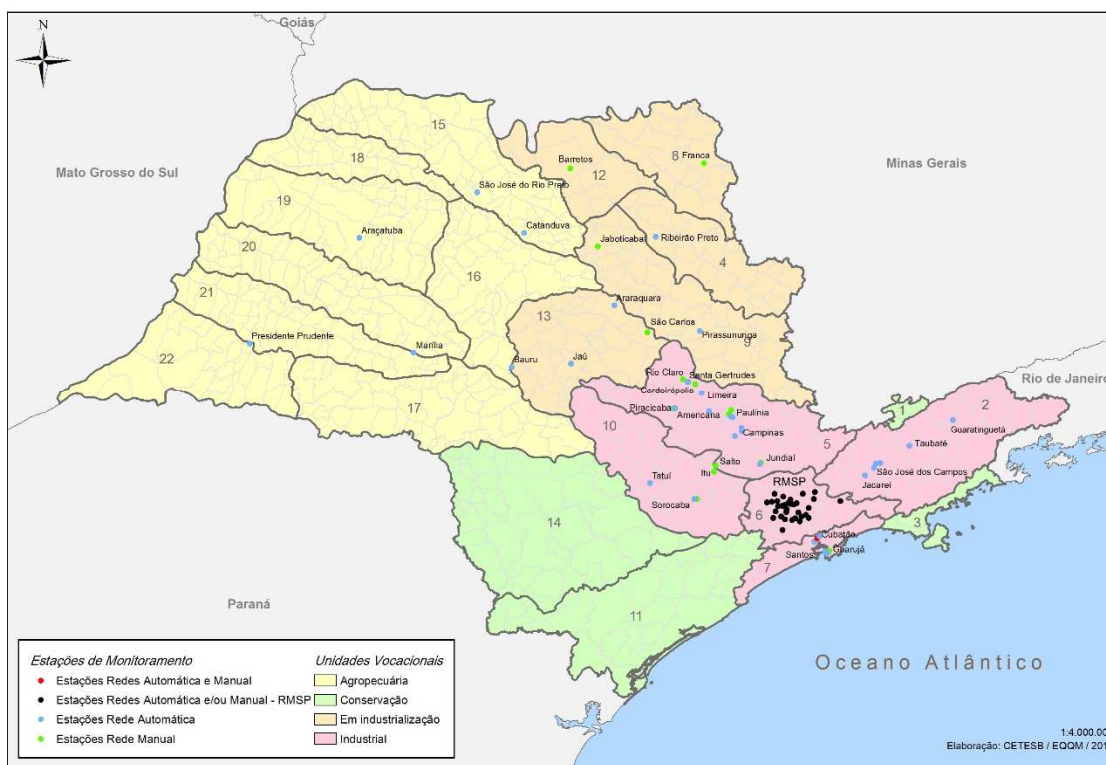 N
Goiás
Mato Grosso do Sul
Minas Gerais
Rio de Janeiro
Paraná
Oceano Atlântico
15
18
19
20
21
22
16
17
12
8
4
13
9
10
5
1
2
3
6
7
14
11
Barretos
Franca
São José do Rio Preto
Catanduva
Araçatuba
Jaboticabal
Ribeirão Preto
Araraquara
São Carlos
Pirassununga
Presidente Prudente
Marília
Bauru
Jaú
Rio Claro
Santa Gertrudes
Cordeirópolis
Limeira
Piracicaba
Americana
Paulínia
Campinas
Guaratinguetá
Taubaté
São José dos Campos
Jacareí
Salto
Jundiaí
Itu
Tatuí
Sorocaba
RMSP
Cubatão
Santos
Guarujá
Estações de Monitoramento
Estações Redes Automática e Manual
Estações Redes Automática e/ou Manual - RMSP
Estações Rede Automática
Estações Rede Manual
Unidades Vocacionais
Agropecuária
Conservação
Em industrialização
Industrial
1:4.000.00
Elaboração: CETESB / EQQM / 201